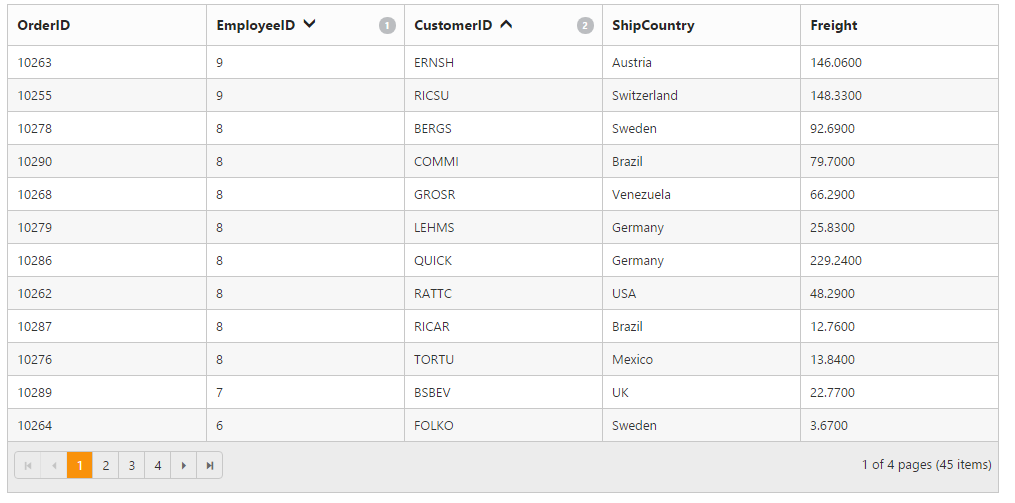 OrderID EmployeeID 1 CustomerID 2 ShipCountry Freight
10263 9 ERNSH Austria 146.0600
10255 9 RICSU Switzerland 148.3300
10278 8 BERGS Sweden 92.6900
10290 8 COMMI Brazil 79.7000
10268 8 GROSR Venezuela 66.2900
10279 8 LEHMS Germany 25.8300
10286 8 QUICK Germany 229.2400
10262 8 RATTC USA 48.2900
10287 8 RICAR Brazil 12.7600
10276 8 TORTU Mexico 13.8400
10289 7 BSBEV UK 22.7700
10264 6 FOLKO Sweden 3.6700
1 2 3 4 1 of 4 pages (45 items)